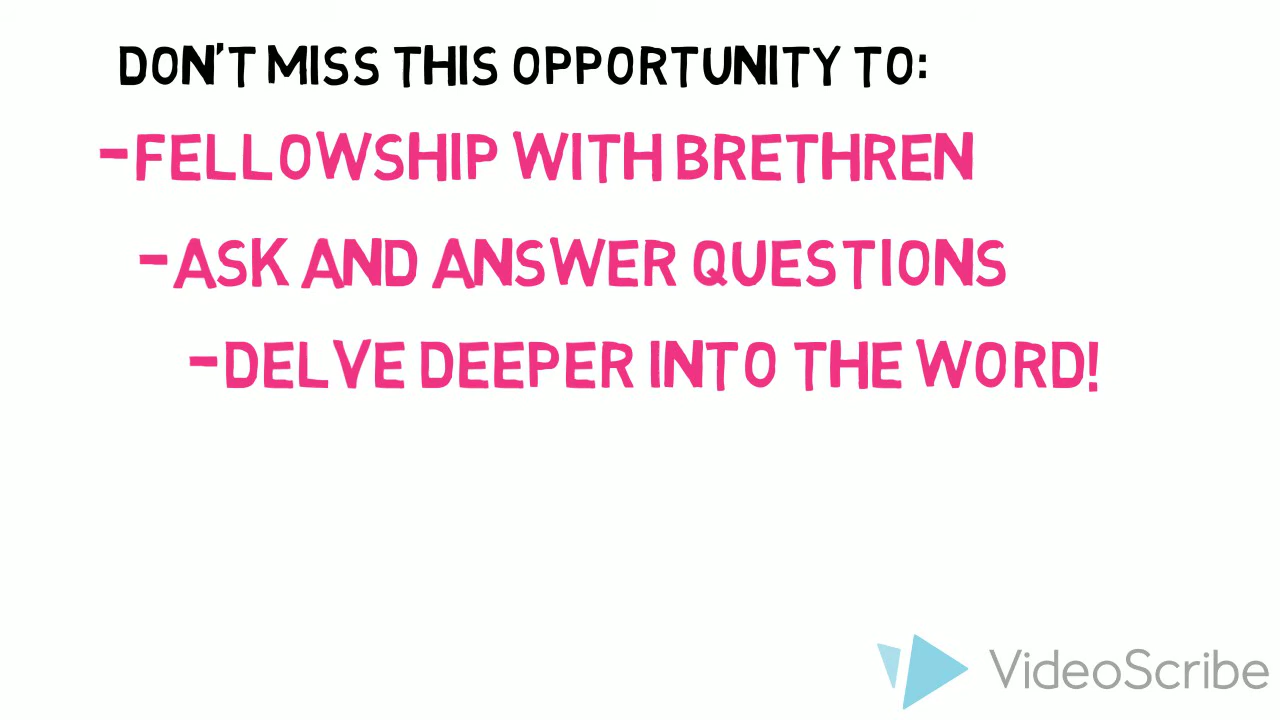 DON'T MISS THIS OPPORTUNITY TO:
-FELLOWSHIP WITH BRETHREN
-ASK AND ANSWER QUESTIONS
-DELVE DEEPER INTO THE WORD!
VideoScribe